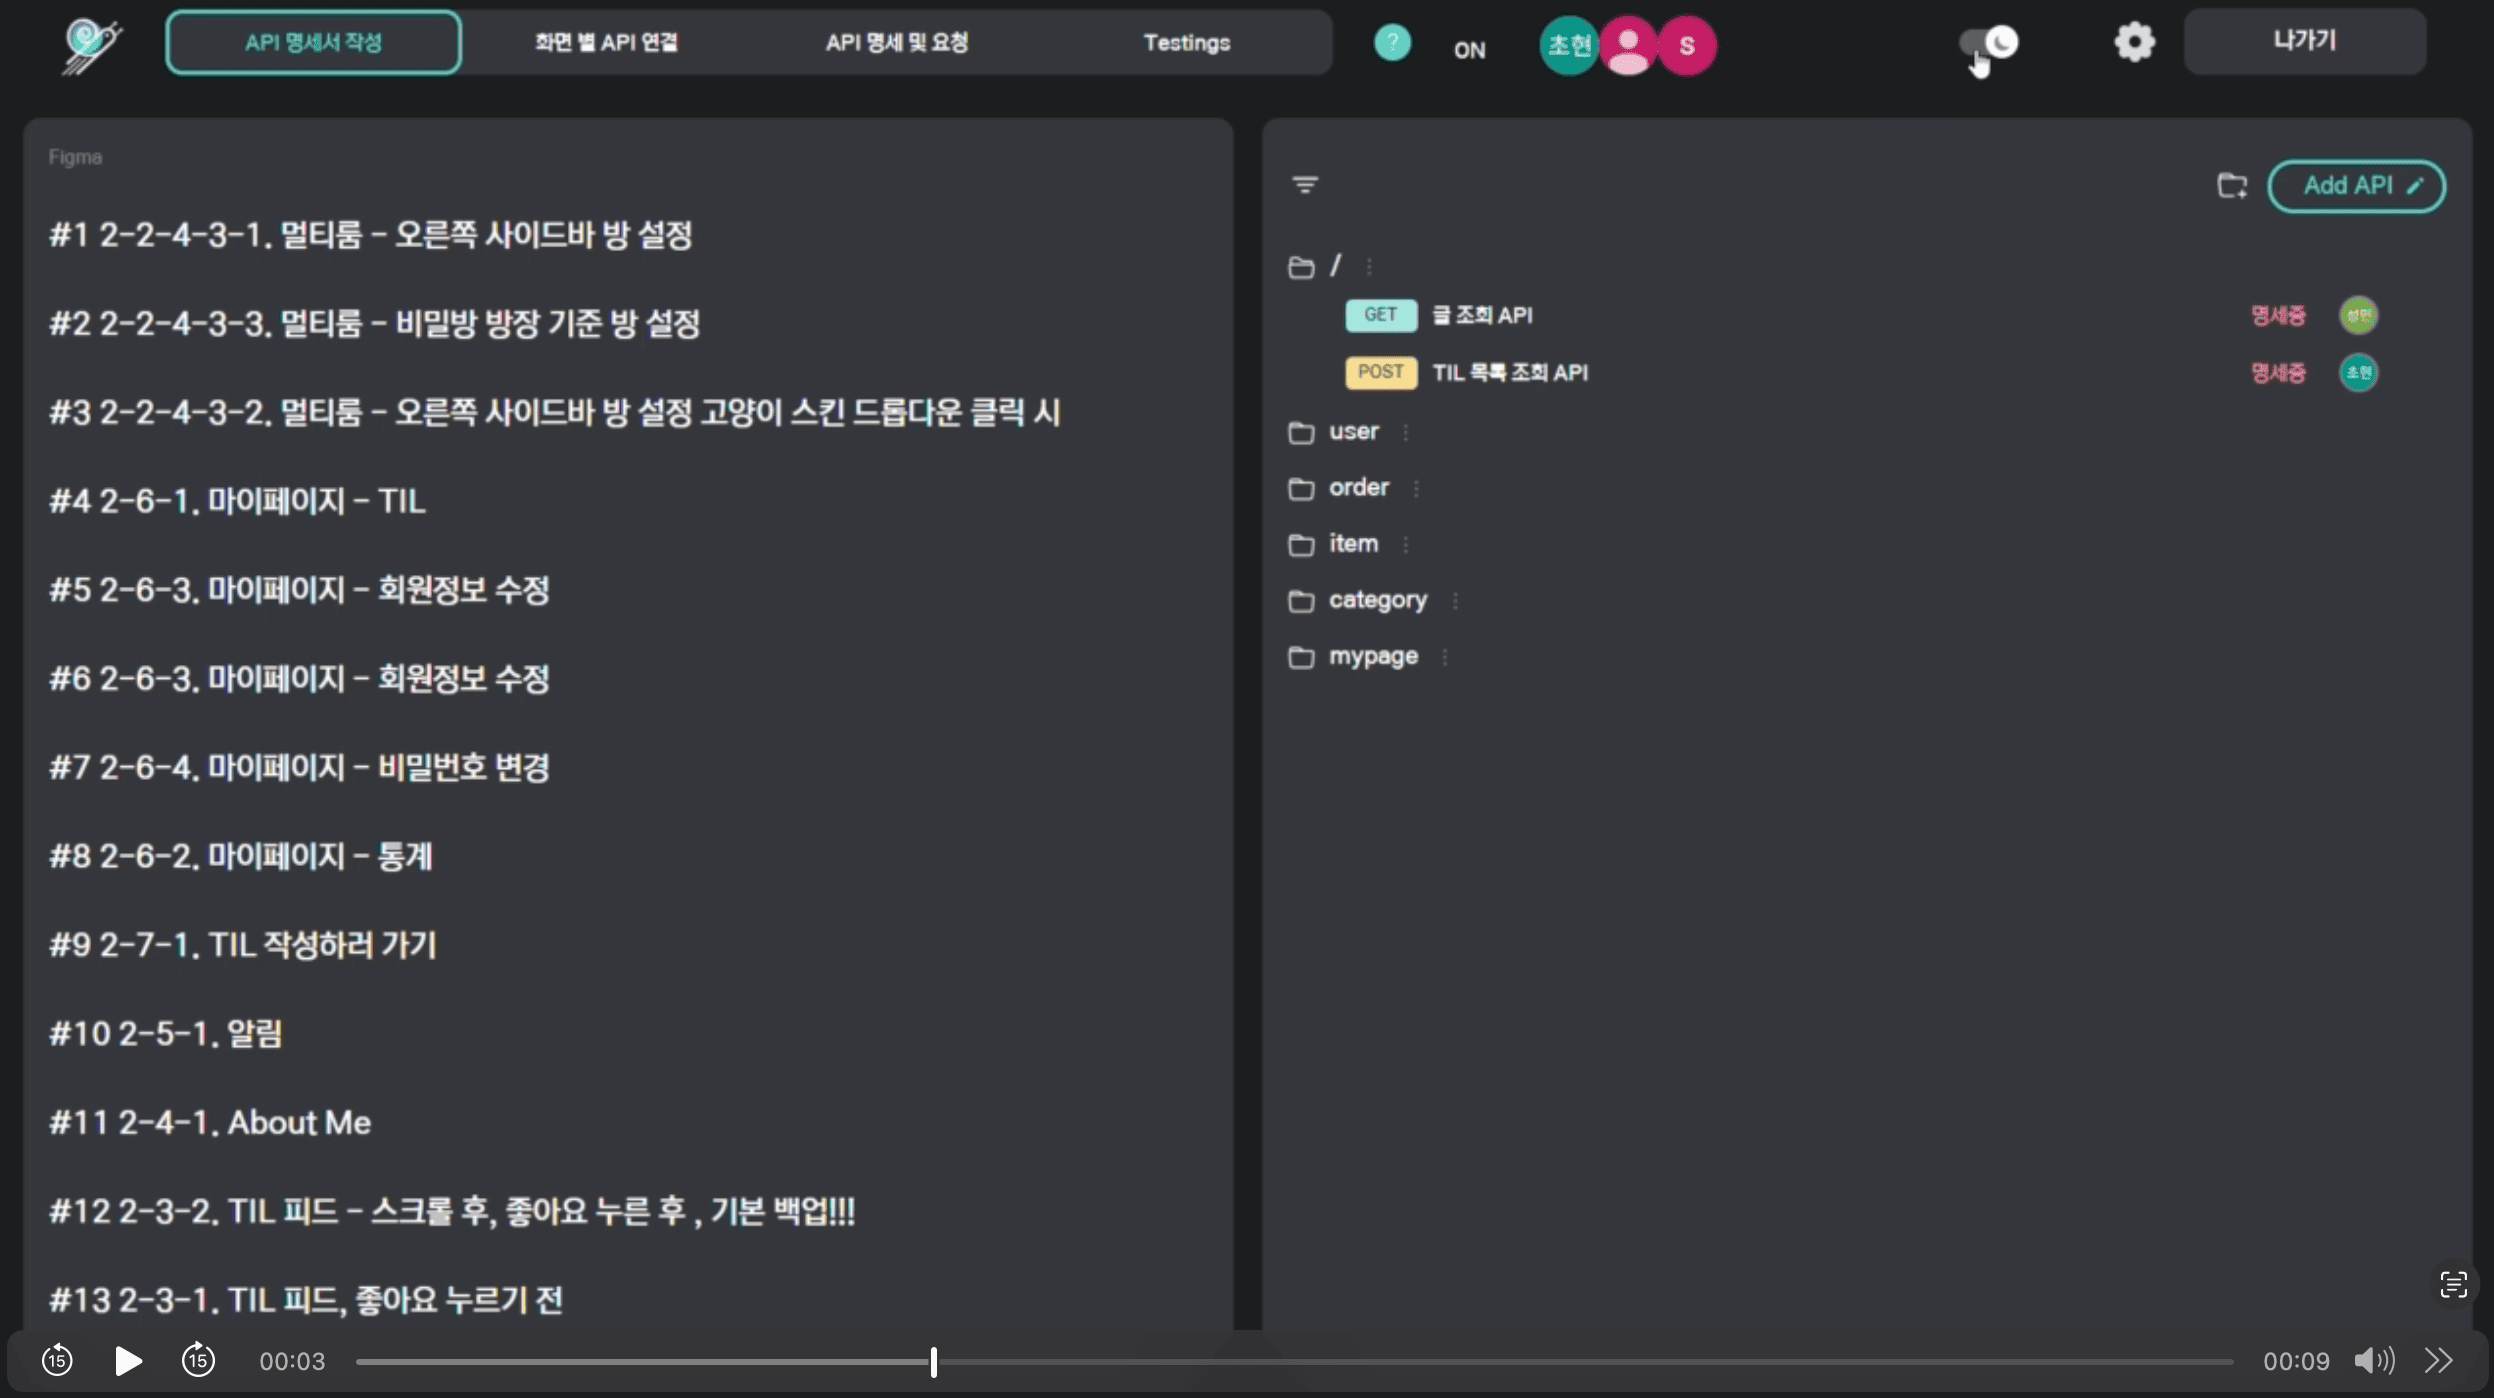 API 명세서 작성
화면 별 API 연결
API 명세 및 요청
Testings
?
ON
초현
S
나가기
Figma
#1 2-2-4-3-1. 멀티룸 - 오른쪽 사이드바 방 설정
#2 2-2-4-3-3. 멀티룸 - 비밀방 방장 기준 방 설정
#3 2-2-4-3-2. 멀티룸 - 오른쪽 사이드바 방 설정 고양이 스킨 드롭다운 클릭 시
#4 2-6-1. 마이페이지 - TIL
#5 2-6-3. 마이페이지 - 회원정보 수정
#6 2-6-3. 마이페이지 - 회원정보 수정
#7 2-6-4. 마이페이지 - 비밀번호 변경
#8 2-6-2. 마이페이지 - 통계
#9 2-7-1. TIL 작성하러 가기
#10 2-5-1. 알림
#11 2-4-1. About Me
#12 2-3-2. TIL 피드 - 스크롤 후, 좋아요 누른 후 , 기본 백업!!!
#13 2-3-1. TIL 피드, 좋아요 누르기 전
Add API
/
GET 글 조회 API 명세중
POST TIL 목록 조회 API 명세중 초현
user
order
item
category
mypage
15
15
00:03
00:09